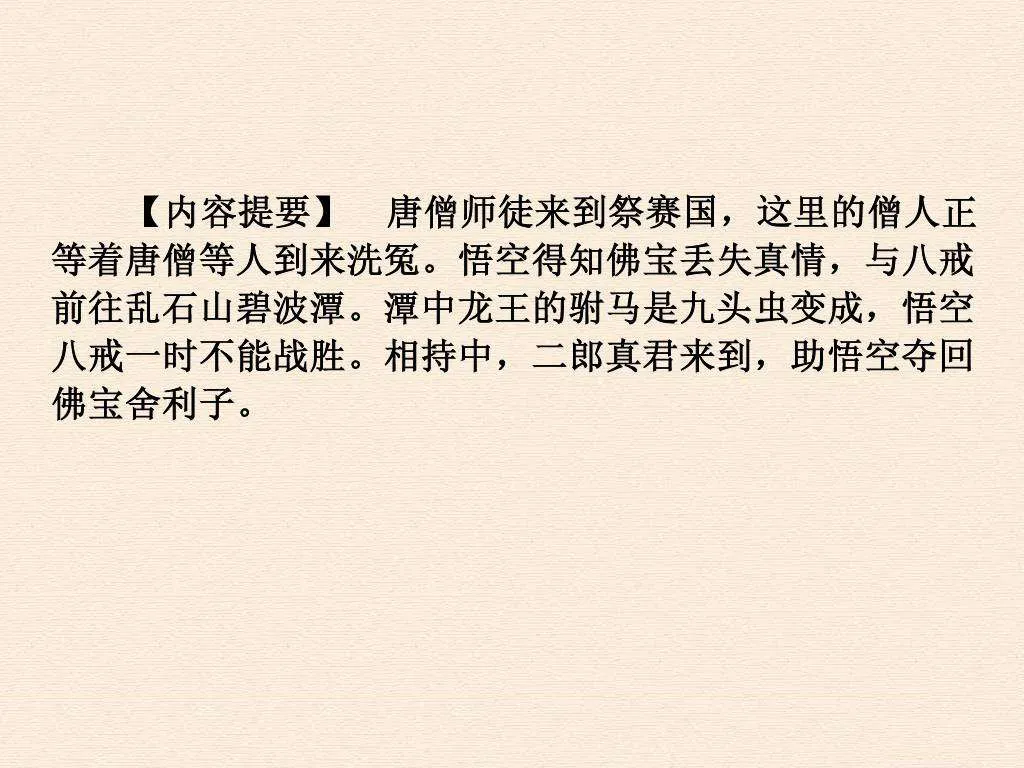 【内容提要】 唐僧师徒来到祭赛国，这里的僧人正
等着唐僧等人到来洗冤。悟空得知佛宝丢失真情，与八戒
前往乱石山碧波潭。潭中龙王的驸马是九头虫变成，悟空
八戒一时不能战胜。相持中，二郎真君来到，助悟空夺回
佛宝舍利子。